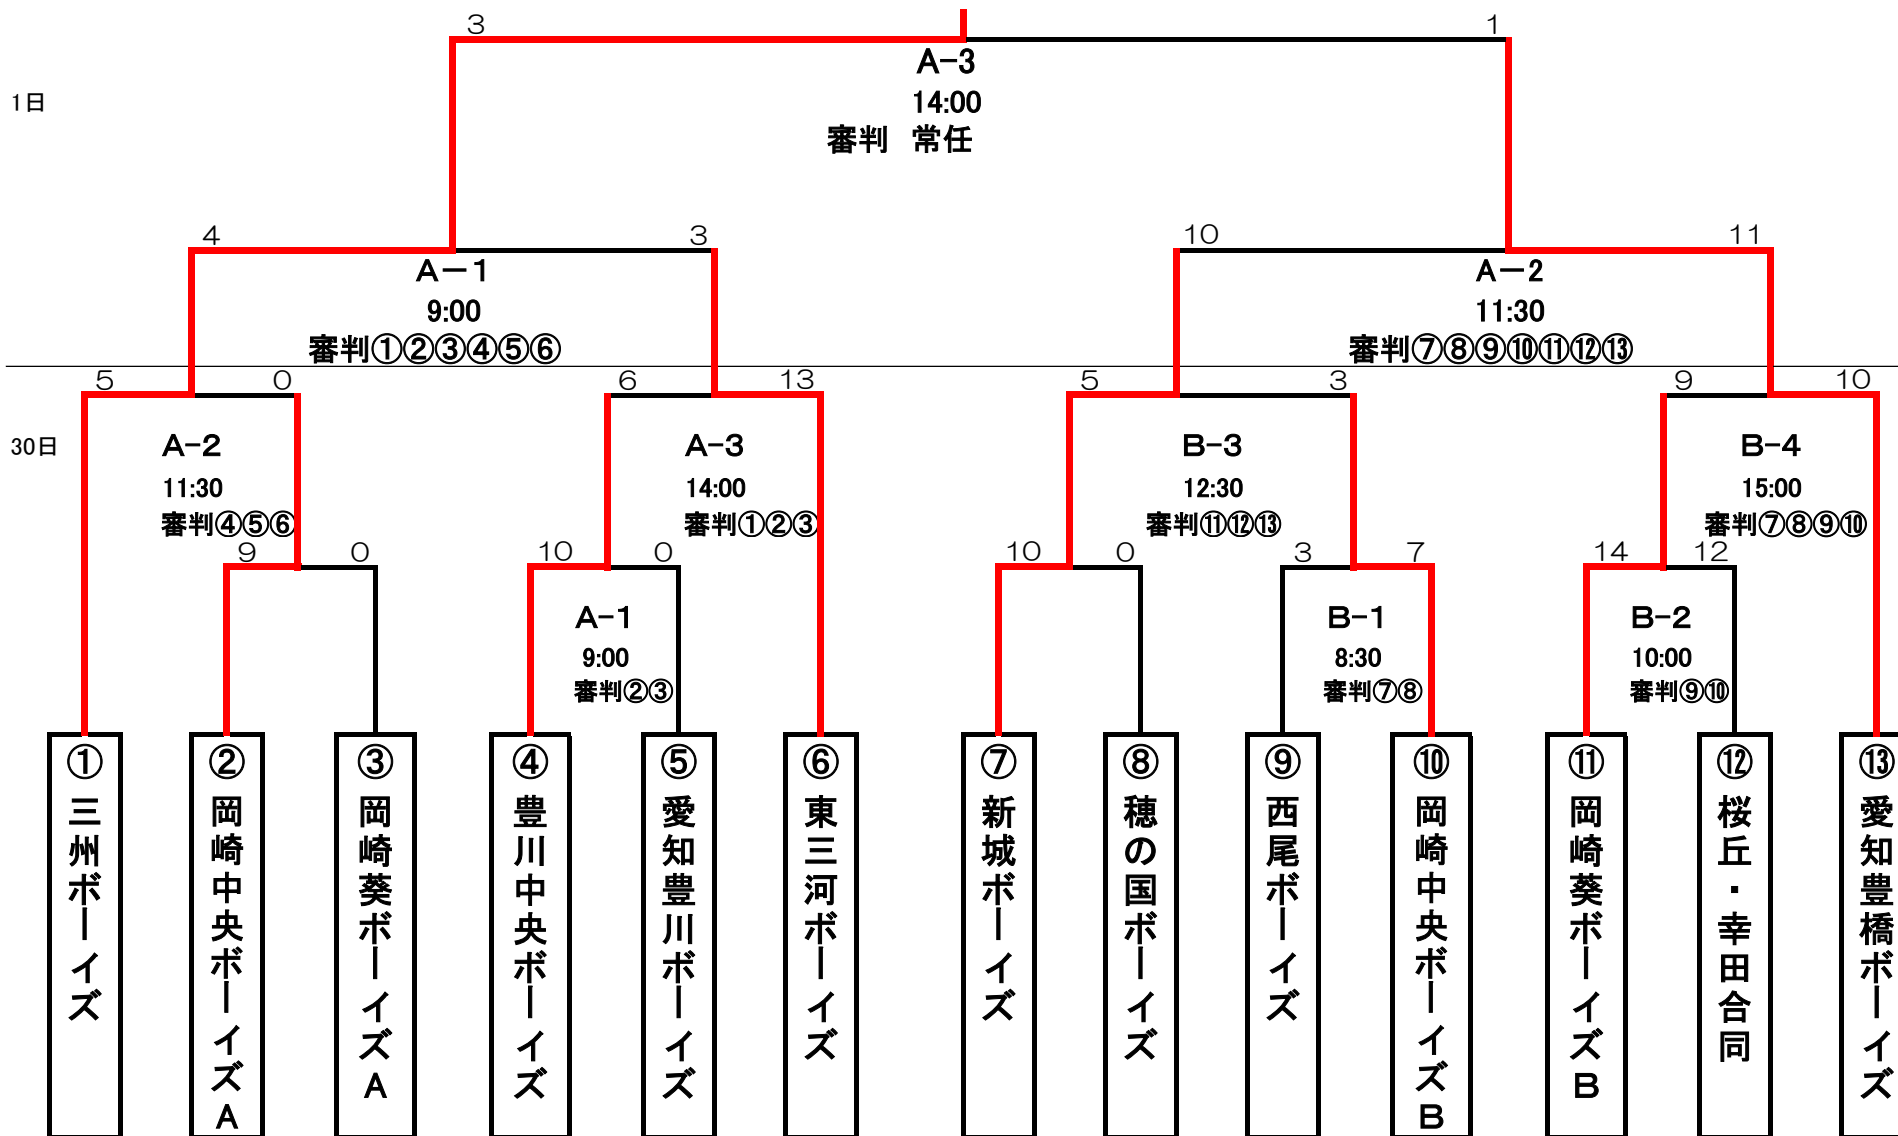 3 1
A-3
1日
14:00
審判 常任
4 3 10 11
A-1 A-2
9:00 11:30
審判①②③④⑤⑥ 審判⑦⑧⑨⑩⑪⑫⑬
5 0 6 13 5 3 9 10
30日 A-2 A-3 B-3 B-4
11:30 14:00 12:30 15:00
審判④⑤⑥ 審判①②③ 審判⑪⑫⑬ 審判⑦⑧⑨⑩
9 0 10 0 10 0 3 7 14 12
A-1 B-1 B-2
9:00 8:30 10:00
審判②③ 審判⑦⑧ 審判⑨⑩
①三州ボーイズ
②岡崎中央ボーイズA
③岡崎葵ボーイズA
④豊川中央ボーイズ
⑤愛知豊川ボーイズ
⑥東三河ボーイズ
⑦新城ボーイズ
⑧穂の国ボーイズ
⑨西尾ボーイズ
⑩岡崎中央ボーイズB
⑪岡崎葵ボーイズB
⑫桜丘・幸田合同
⑬愛知豊橋ボーイズ